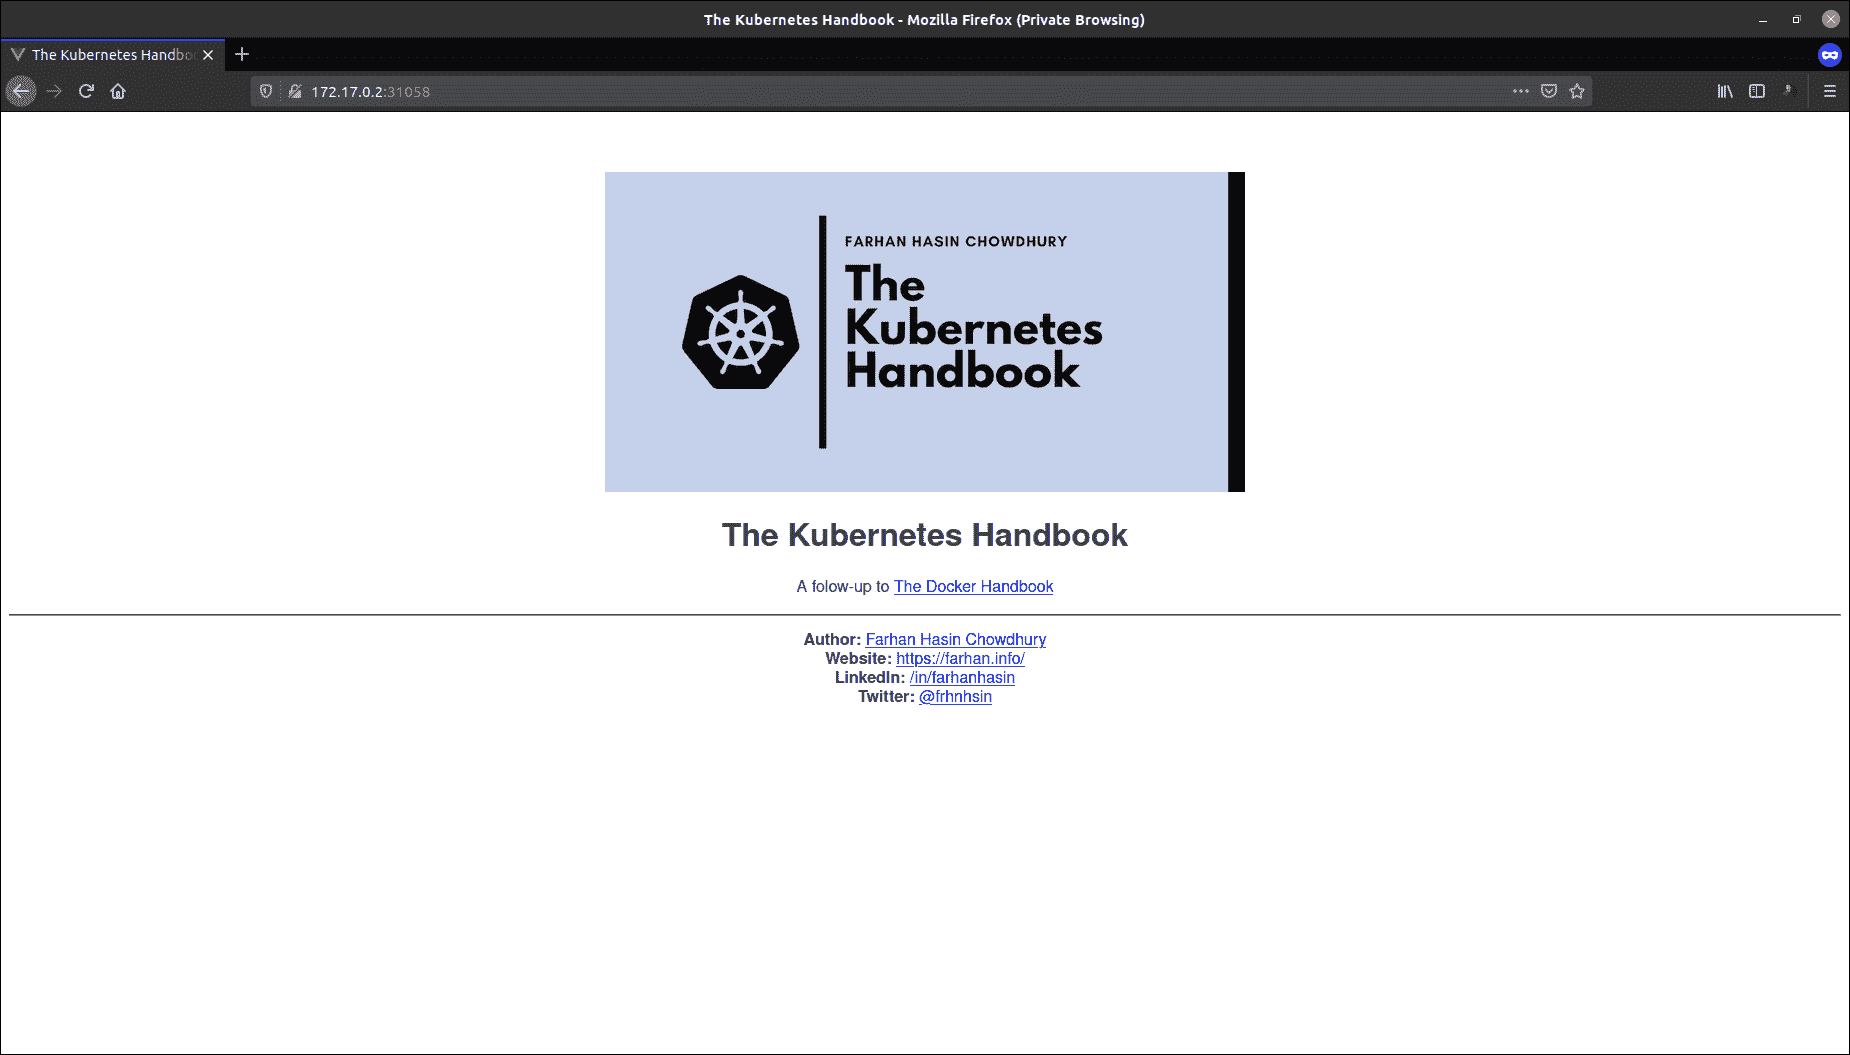 The Kubernetes Handbook - Mozilla Firefox (Private Browsing)
The Kubernetes Handboo
172.17.0.2:31058
FARHAN HASIN CHOWDHURY
The
Kubernetes
Handbook
The Kubernetes Handbook
A folow-up to The Docker Handbook
Author: Farhan Hasin Chowdhury
Website: https://farhan.info/
LinkedIn: /in/farhanhasin
Twitter: @frhnhsin